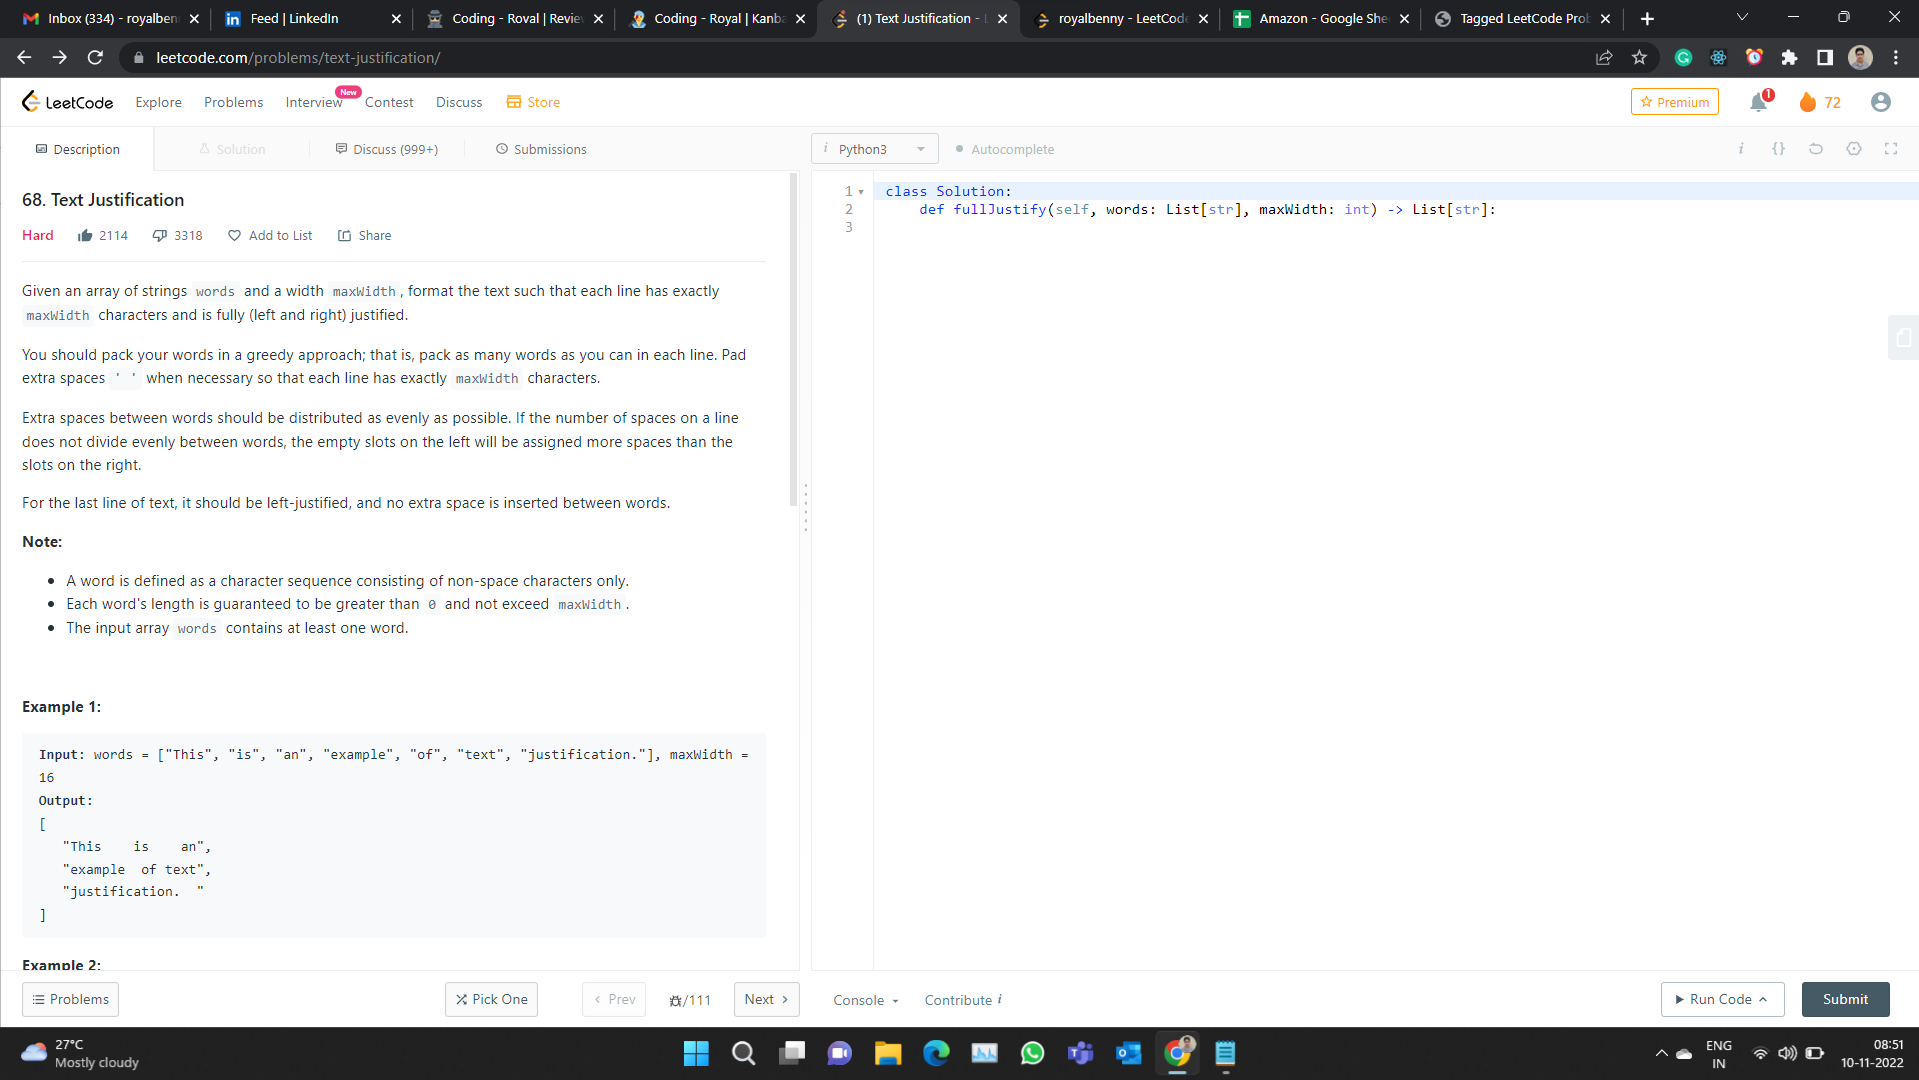 Inbox (334) - royalben
Feed | LinkedIn
Coding - Royal | Revie
Coding - Royal | Kanba
(1) Text Justification - L
royalbenny - LeetCode
Amazon - Google She
Tagged LeetCode Prob
leetcode.com/problems/text-justification/
LeetCode
Explore
Problems
Interview
New
Contest
Discuss
Store
Premium
1
72
Description
Solution
Discuss (999+)
Submissions
i Python3
Autocomplete
i
{}
68. Text Justification
Hard
2114
3318
Add to List
Share
Given an array of strings words and a width maxWidth, format the text such that each line has exactly
maxWidth characters and is fully (left and right) justified.
You should pack your words in a greedy approach; that is, pack as many words as you can in each line. Pad
extra spaces ' ' when necessary so that each line has exactly maxWidth characters.
Extra spaces between words should be distributed as evenly as possible. If the number of spaces on a line
does not divide evenly between words, the empty slots on the left will be assigned more spaces than the
slots on the right.
For the last line of text, it should be left-justified, and no extra space is inserted between words.
Note:
• A word is defined as a character sequence consisting of non-space characters only.
• Each word's length is guaranteed to be greater than 0 and not exceed maxWidth.
• The input array words contains at least one word.
Example 1:
Input: words = ["This", "is", "an", "example", "of", "text", "justification."], maxWidth =
16
Output:
[
   "This    is    an",
   "example  of text",
   "justification.  "
]
Example 2:
1
2
3
class Solution:
    def fullJustify(self, words: List[str], maxWidth: int) -> List[str]:
Problems
Pick One
< Prev
/111
Next >
Console
Contribute i
Run Code
Submit
27°C
Mostly cloudy
ENG
IN
08:51
10-11-2022